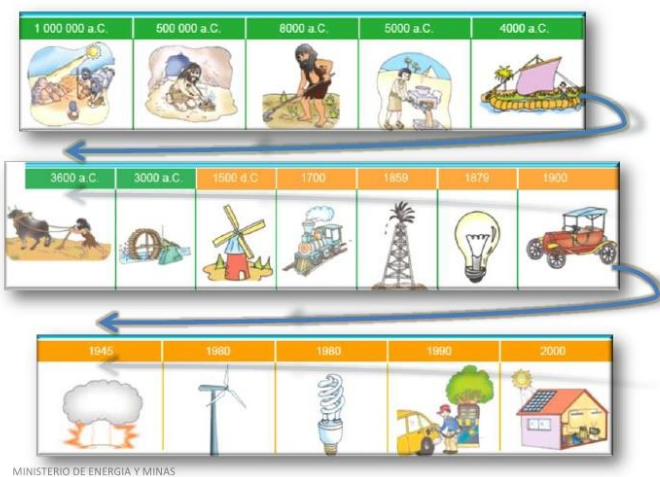 1 000 000 a.C. 500 000 a.C. 8000 a.C. 5000 a.C. 4000 a.C.
3600 a.C. 3000 a.C. 1500 d.C 1700 1859 1879 1900
1945 1980 1980 1990 2000
MINISTERIO DE ENERGIA Y MINAS